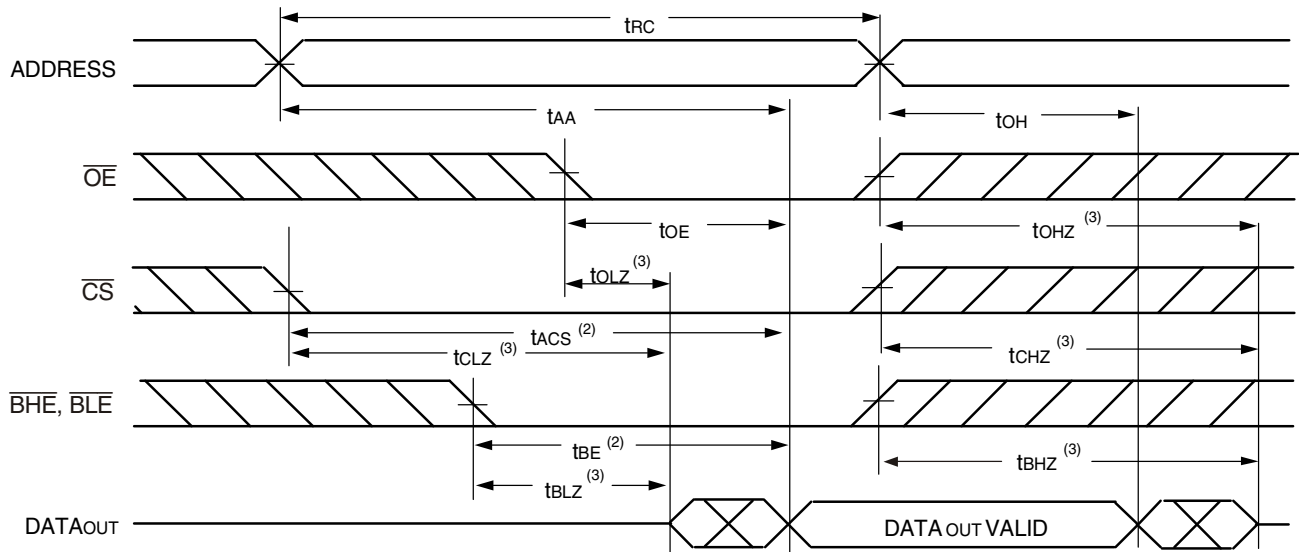 tRC
ADDRESS
tAA
tOH
OE
tOE
tOHZ (3)
tOLZ (3)
CS
tACS (2)
tCLZ (3)
tCHZ (3)
BHE, BLE
tBE (2)
tBHZ (3)
tBLZ (3)
DATAOUT
DATA OUT VALID